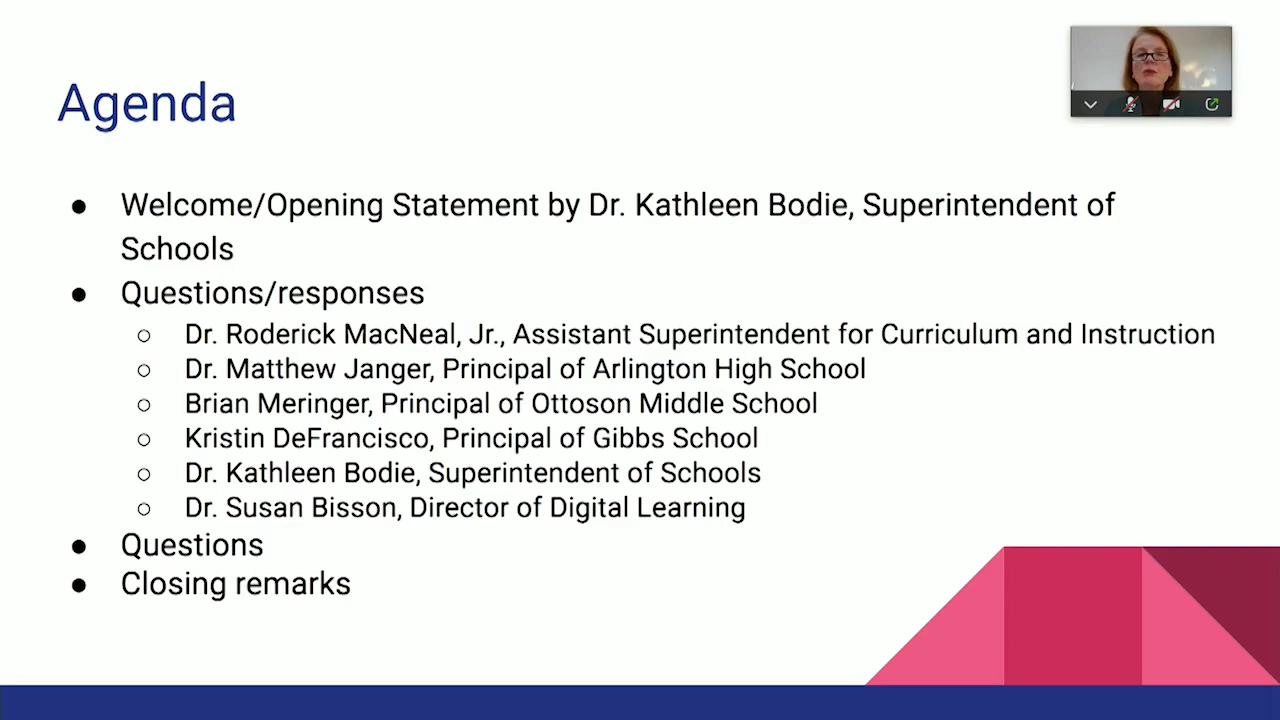 Agenda
● Welcome/Opening Statement by Dr. Kathleen Bodie, Superintendent of
Schools
● Questions/responses
○ Dr. Roderick MacNeal, Jr., Assistant Superintendent for Curriculum and Instruction
○ Dr. Matthew Janger, Principal of Arlington High School
○ Brian Meringer, Principal of Ottoson Middle School
○ Kristin DeFrancisco, Principal of Gibbs School
○ Dr. Kathleen Bodie, Superintendent of Schools
○ Dr. Susan Bisson, Director of Digital Learning
● Questions
● Closing remarks